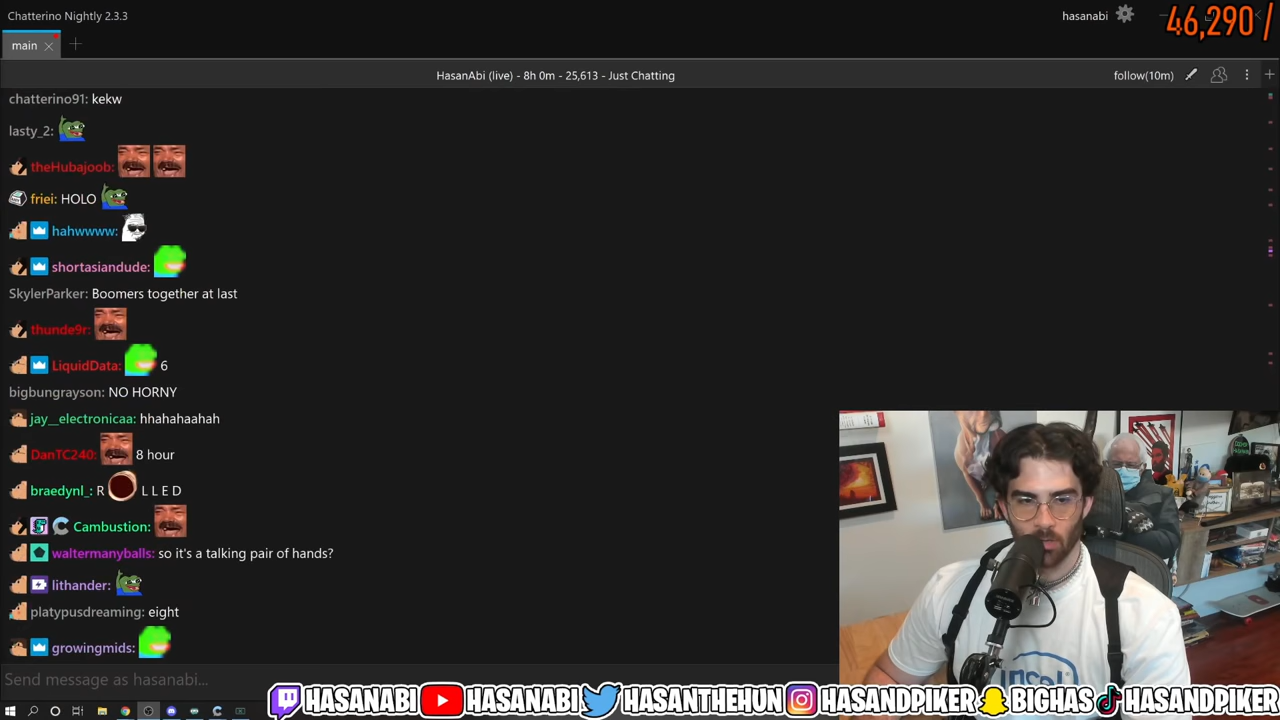 Chatterino Nightly 2.3.3
hasanabi
46,290 /
main
HasanAbi (live) - 8h 0m - 25,613 - Just Chatting
follow(10m)
chatterino91: kekw
lasty_2:
theHubajoob:
friei: HOLO
hahwwww:
shortasiandude:
SkylerParker: Boomers together at last
thunde9r:
LiquidData: 6
bigbungrayson: NO HORNY
jay__electronicaa: hhahahaahah
DanTC240: 8 hour
braedynl_: R L L E D
Cambustion:
waltermanyballs: so it's a talking pair of hands?
lithander:
platypusdreaming: eight
growingmids:
Send message as hasanabi...
HASANABI HASANABI HASANTHEHUN HASANDPIKER BIGHAS HASANDPIKER